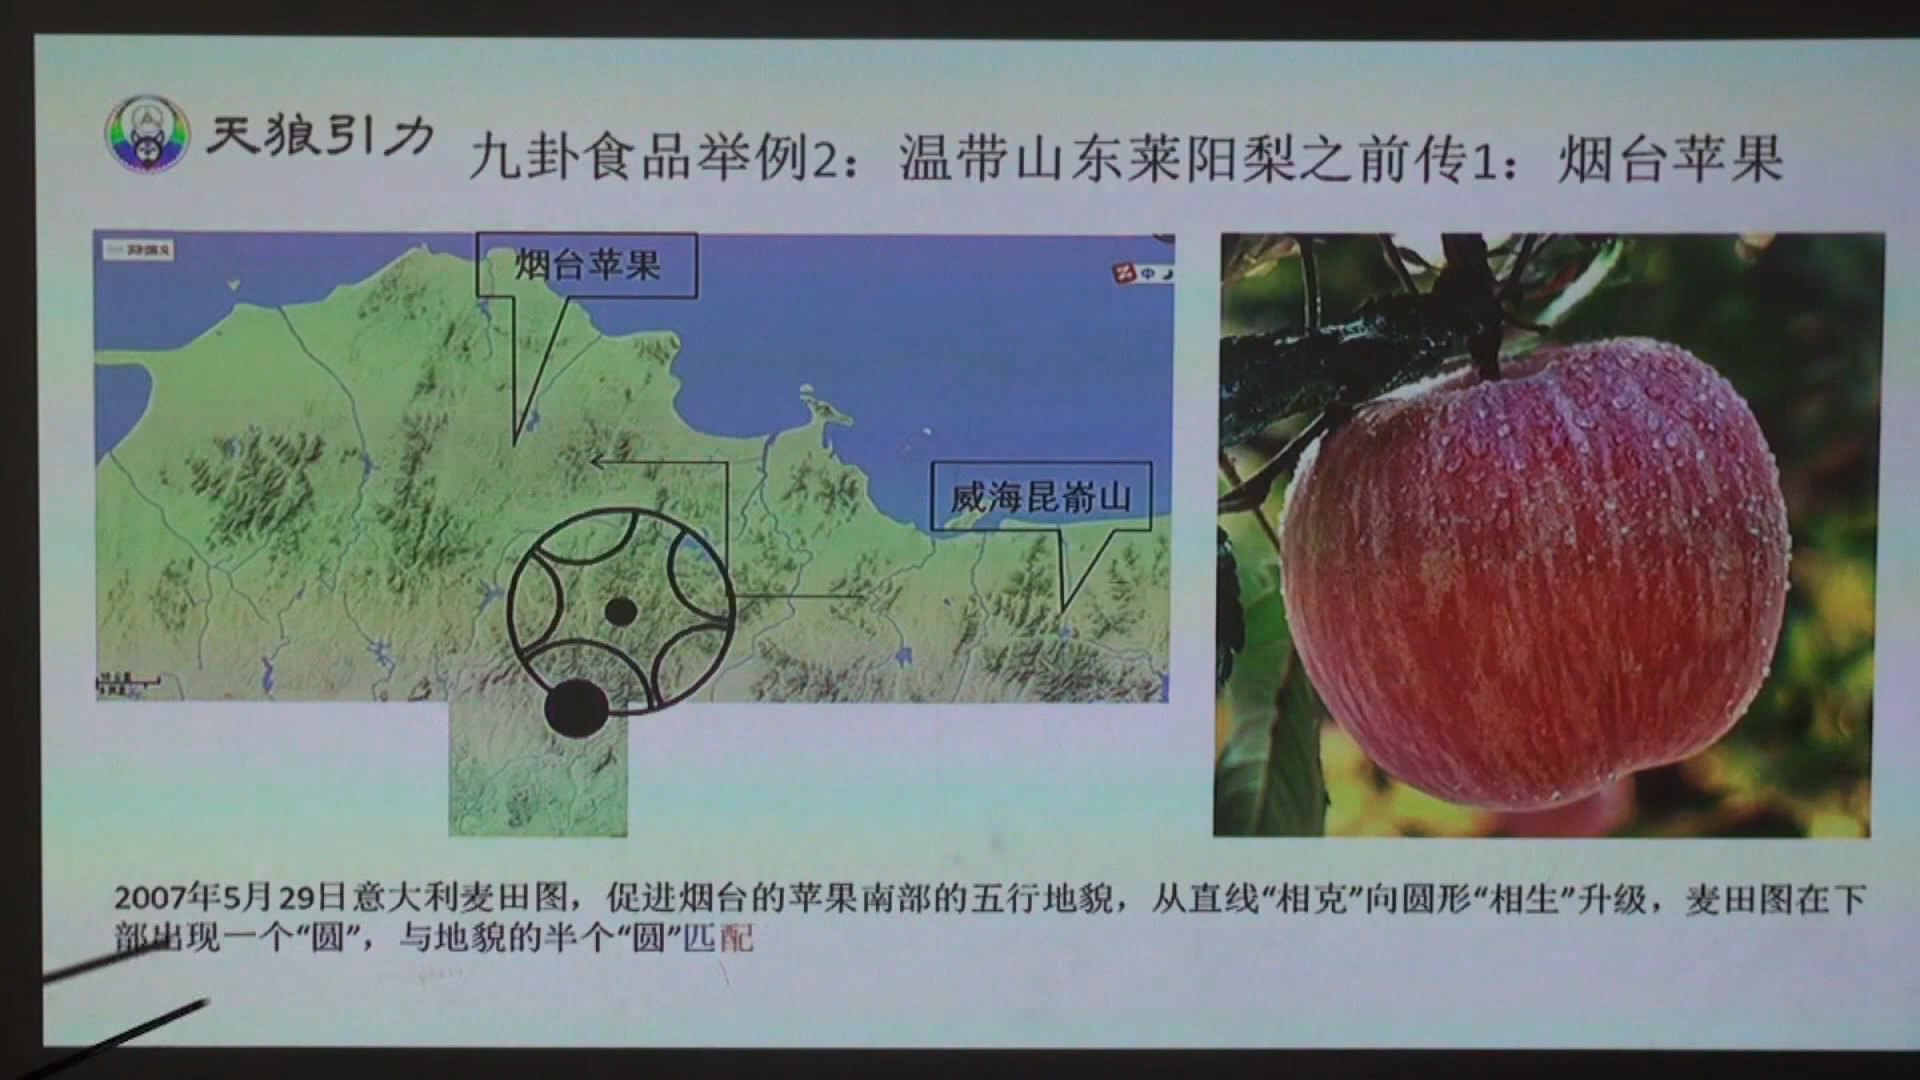 天狼引力
九卦食品举例2：温带山东莱阳梨之前传1：烟台苹果
烟台苹果
中
威海昆嵛山
2007年5月29日意大利麦田图，促进烟台的苹果南部的五行地貌，从直线“相克”向圆形“相生”升级，麦田图在下
部出现一个“圆”，与地貌的半个“圆”匹配